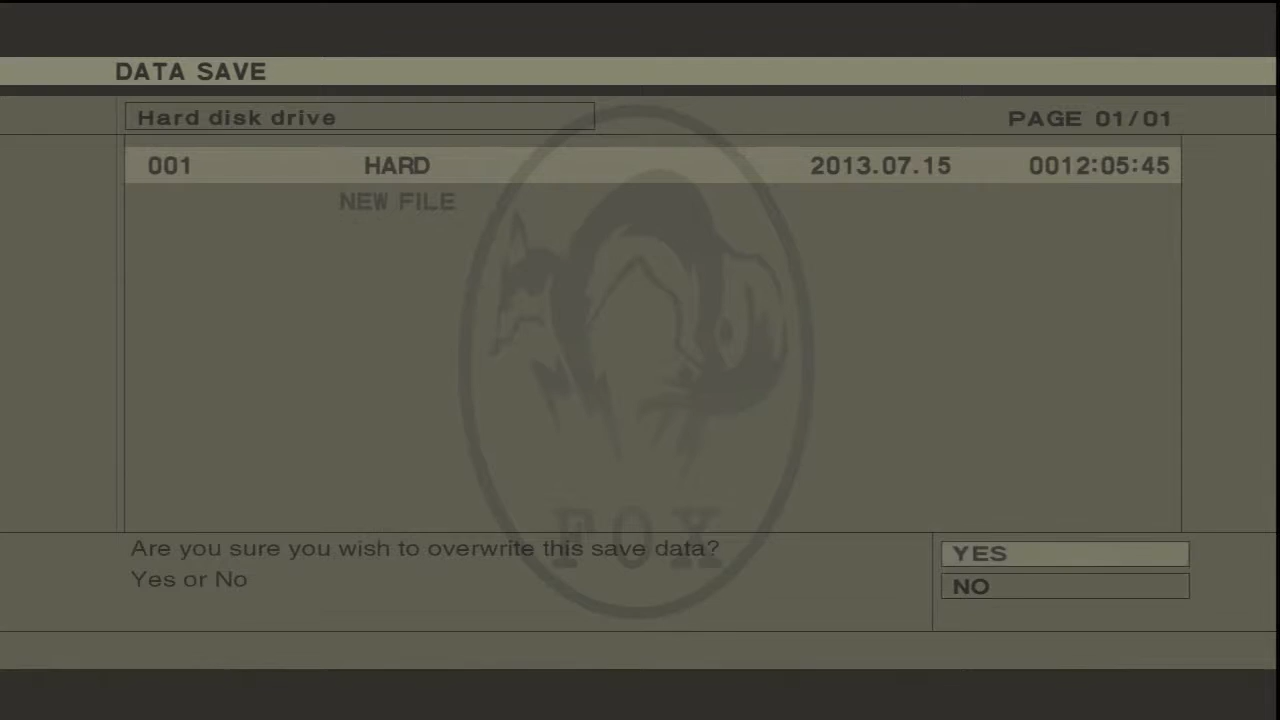 DATA SAVE
Hard disk drive PAGE 01/01
001 HARD 2013.07.15 0012:05:45
NEW FILE
FOX
Are you sure you wish to overwrite this save data?
Yes or No
YES
NO